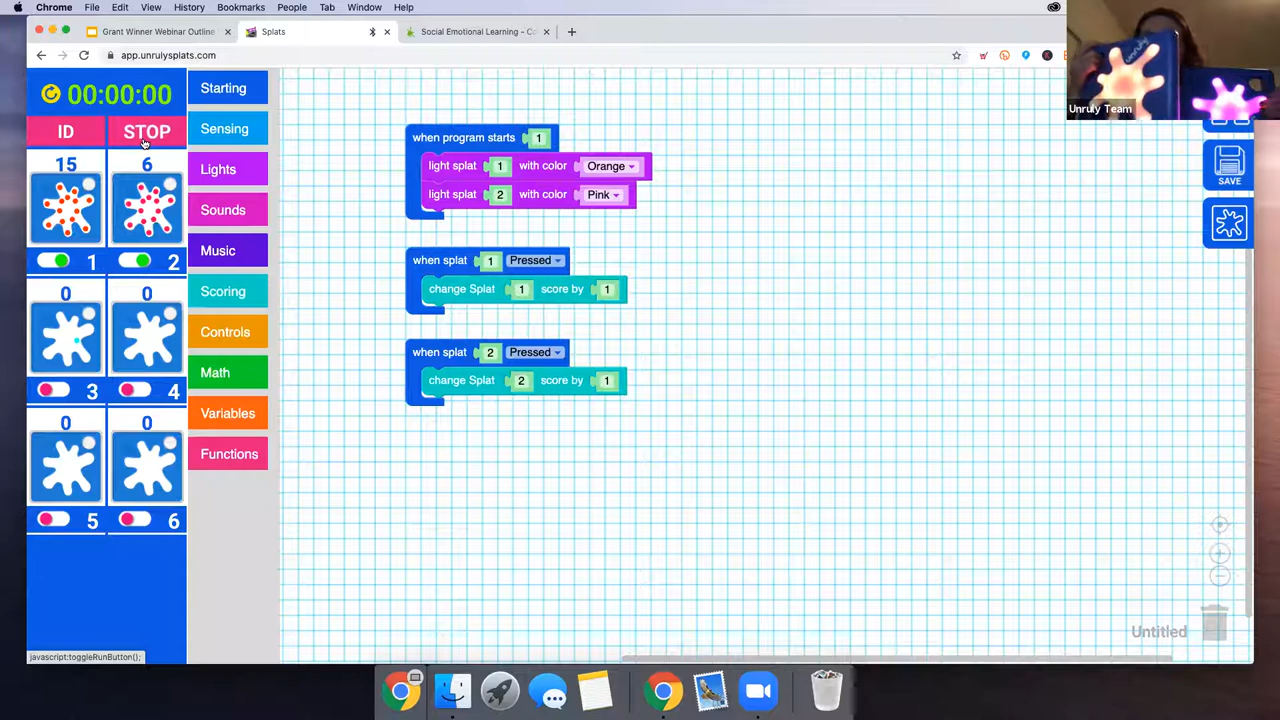 Chrome File Edit View History Bookmarks People Tab Window Help
Grant Winner Webinar Outline
Splats
Social Emotional Learning - Co
app.unrulysplats.com
Unruly Team
unruly
00:00:00
ID STOP
15 6
1 2
0 0
3 4
0 0
5 6
Starting
Sensing
Lights
Sounds
Music
Scoring
Controls
Math
Variables
Functions
when program starts 1
light splat 1 with color Orange
light splat 2 with color Pink
when splat 1 Pressed
change Splat 1 score by 1
when splat 2 Pressed
change Splat 2 score by 1
SAVE
Untitled
javascript:toggleRunButton();